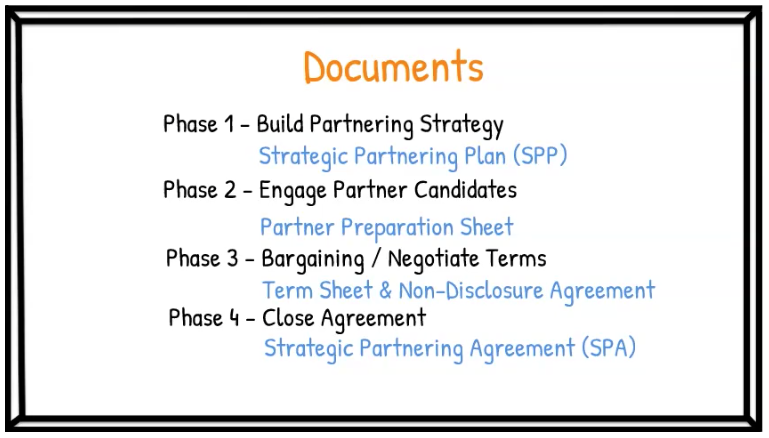 Documents
Phase 1 - Build Partnering Strategy
Strategic Partnering Plan (SPP)
Phase 2 - Engage Partner Candidates
Partner Preparation Sheet
Phase 3 - Bargaining / Negotiate Terms
Term Sheet & Non-Disclosure Agreement
Phase 4 - Close Agreement
Strategic Partnering Agreement (SPA)